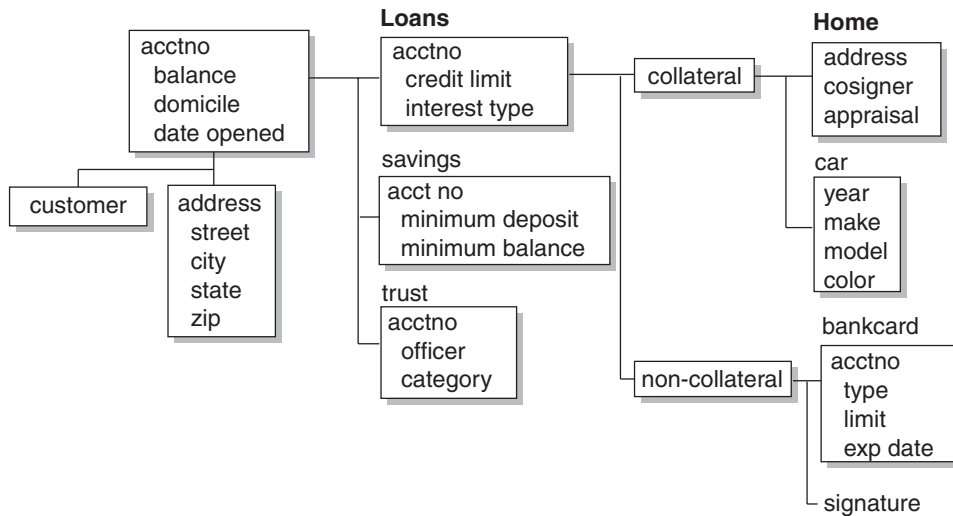 acctno
balance
domicile
date opened
customer
address
street
city
state
zip
Loans
acctno
credit limit
interest type
savings
acct no
minimum deposit
minimum balance
trust
acctno
officer
category
collateral
non-collateral
Home
address
cosigner
appraisal
car
year
make
model
color
bankcard
acctno
type
limit
exp date
signature